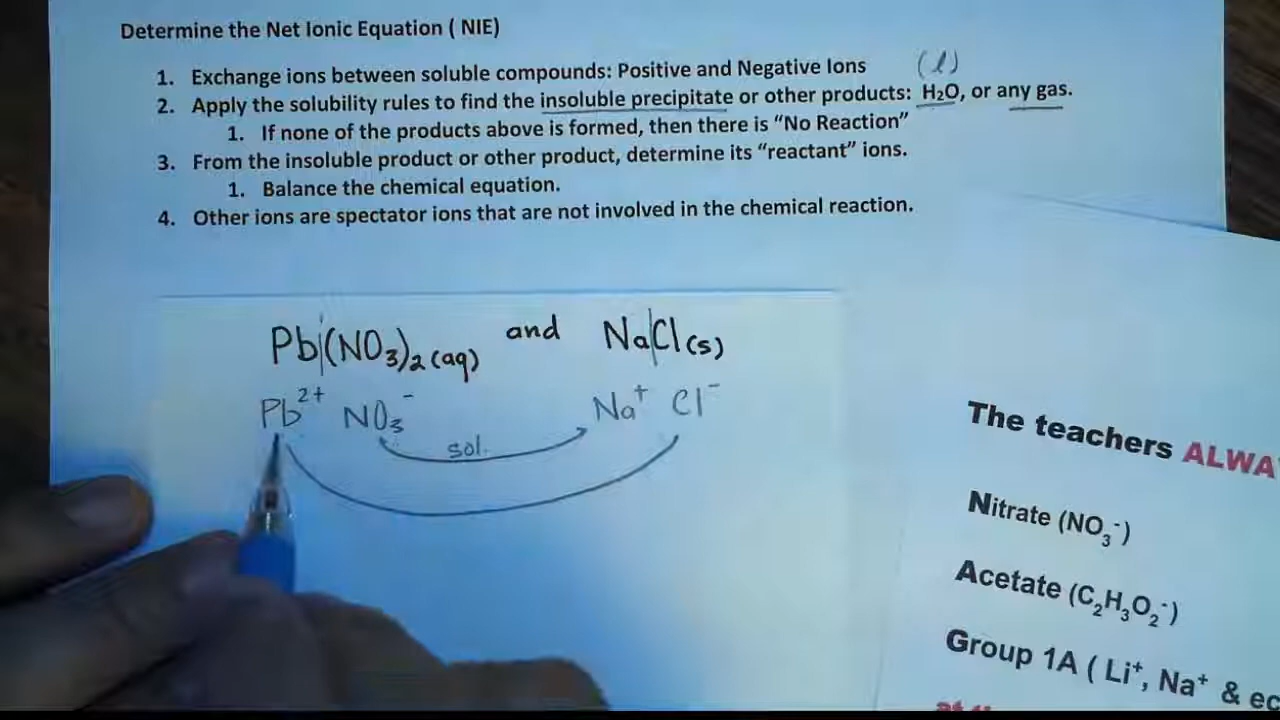 Determine the Net Ionic Equation ( NIE)
1. Exchange ions between soluble compounds: Positive and Negative Ions (l)
2. Apply the solubility rules to find the insoluble precipitate or other products: H₂O, or any gas.
1. If none of the products above is formed, then there is “No Reaction”
3. From the insoluble product or other product, determine its “reactant” ions.
1. Balance the chemical equation.
4. Other ions are spectator ions that are not involved in the chemical reaction.
Pb(NO₃)₂(aq) and NaCl(s)
Pb²⁺ NO₃⁻ Na⁺ Cl⁻
sol.
The teachers ALWA
Nitrate (NO₃⁻)
Acetate (C₂H₃O₂⁻)
Group 1A ( Li⁺, Na⁺ & ec